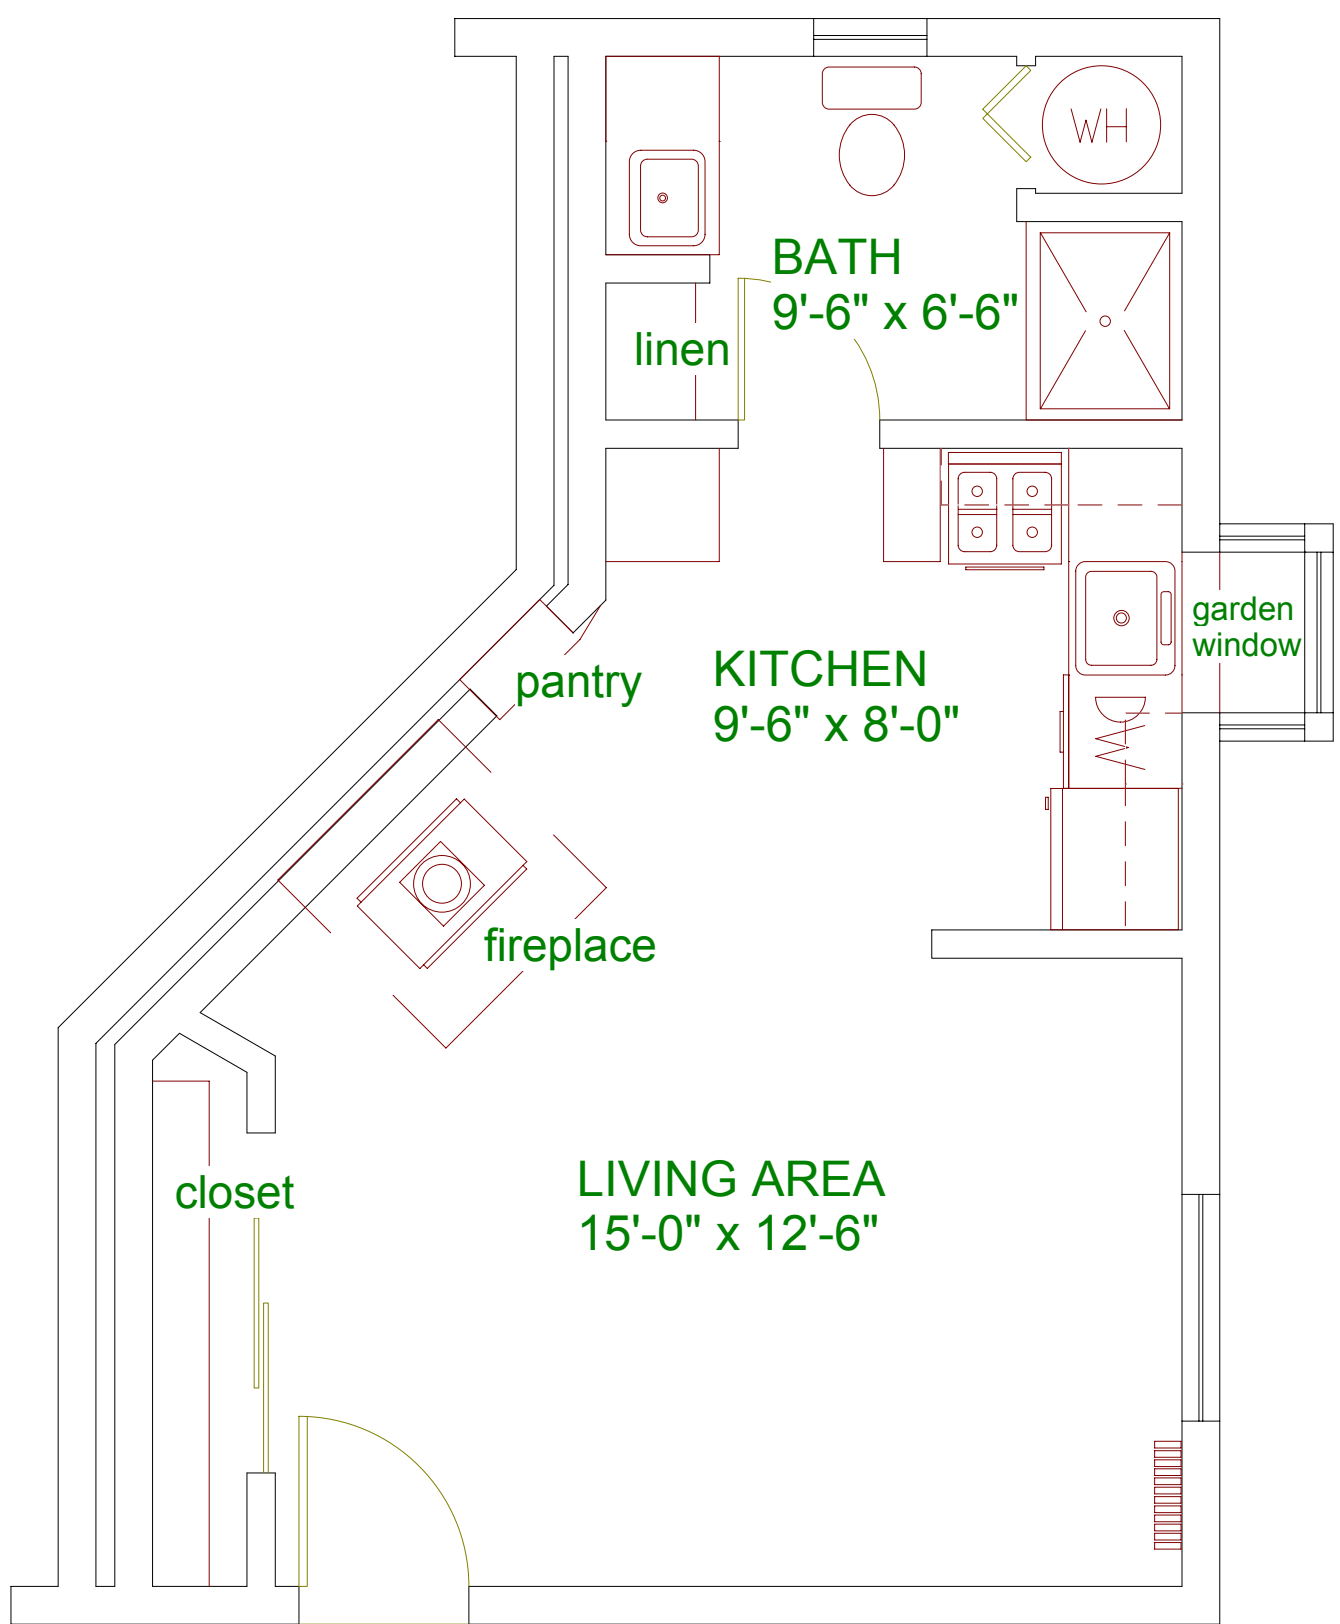 WH
BATH
9'-6" x 6'-6"
linen
garden
window
pantry
KITCHEN
9'-6" x 8'-0"
fireplace
closet
LIVING AREA
15'-0" x 12'-6"